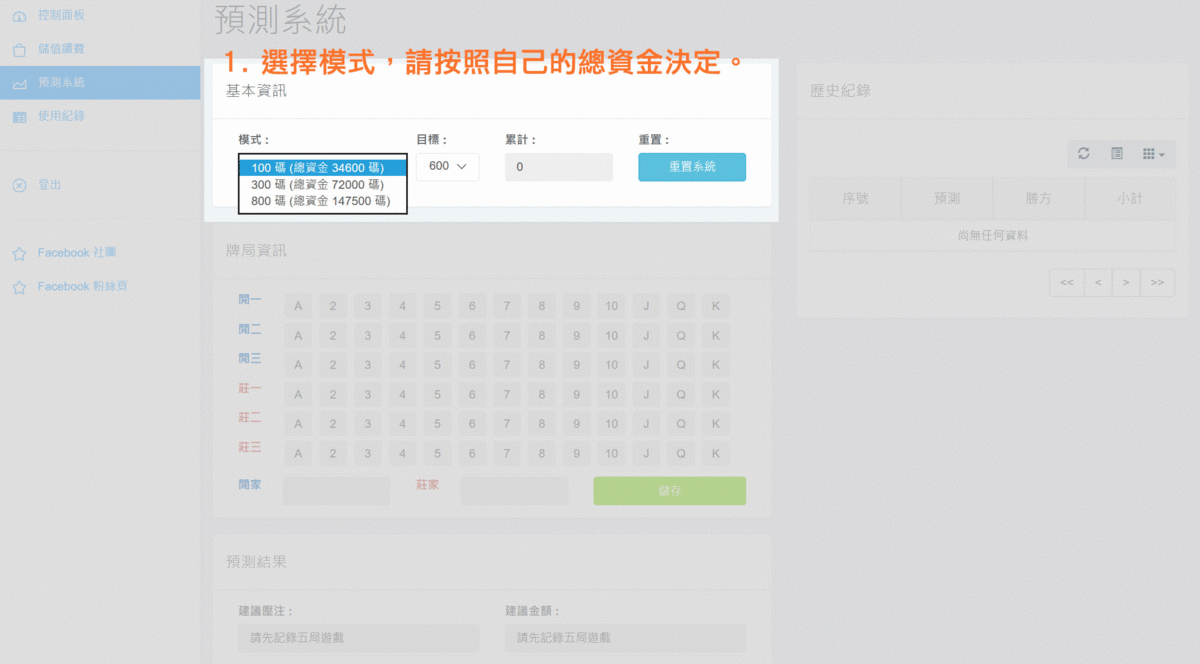 控制面板
儲值續費
預測系統
使用紀錄
登出
Facebook 社團
Facebook 粉絲頁
預測系統
1. 選擇模式，請按照自己的總資金決定。
基本資訊
模式：
目標：
累計：
重置：
100 碼 (總資金 34600 碼)
300 碼 (總資金 72000 碼)
800 碼 (總資金 147500 碼)
600
0
重置系統
牌局資訊
閒一 A 2 3 4 5 6 7 8 9 10 J Q K
閒二 A 2 3 4 5 6 7 8 9 10 J Q K
閒三 A 2 3 4 5 6 7 8 9 10 J Q K
莊一 A 2 3 4 5 6 7 8 9 10 J Q K
莊二 A 2 3 4 5 6 7 8 9 10 J Q K
莊三 A 2 3 4 5 6 7 8 9 10 J Q K
閒家
莊家
儲存
預測結果
建議壓注：
建議金額：
請先記錄五局遊戲
請先記錄五局遊戲
歷史紀錄
序號 預測 勝方 小計
尚無任何資料
<< < > >>